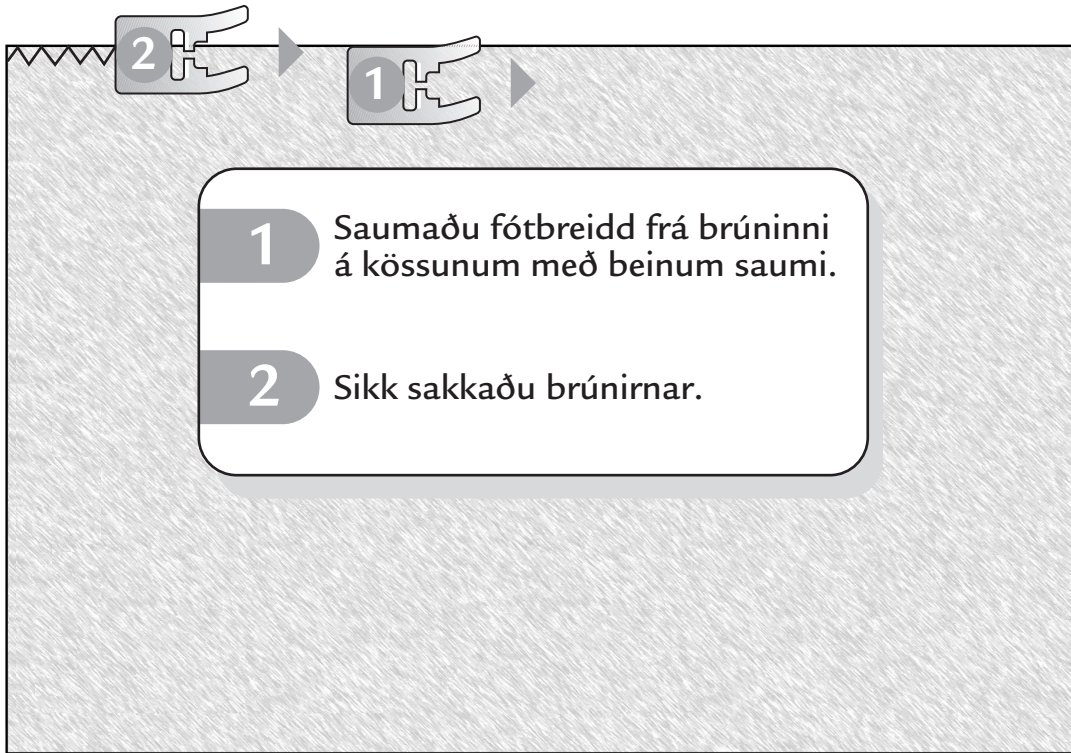 2
1
1
Saumaðu fótbreidd frá brúninni
á kössunum með beinum saumi.
2
Sikk sakkaðu brúnirnar.